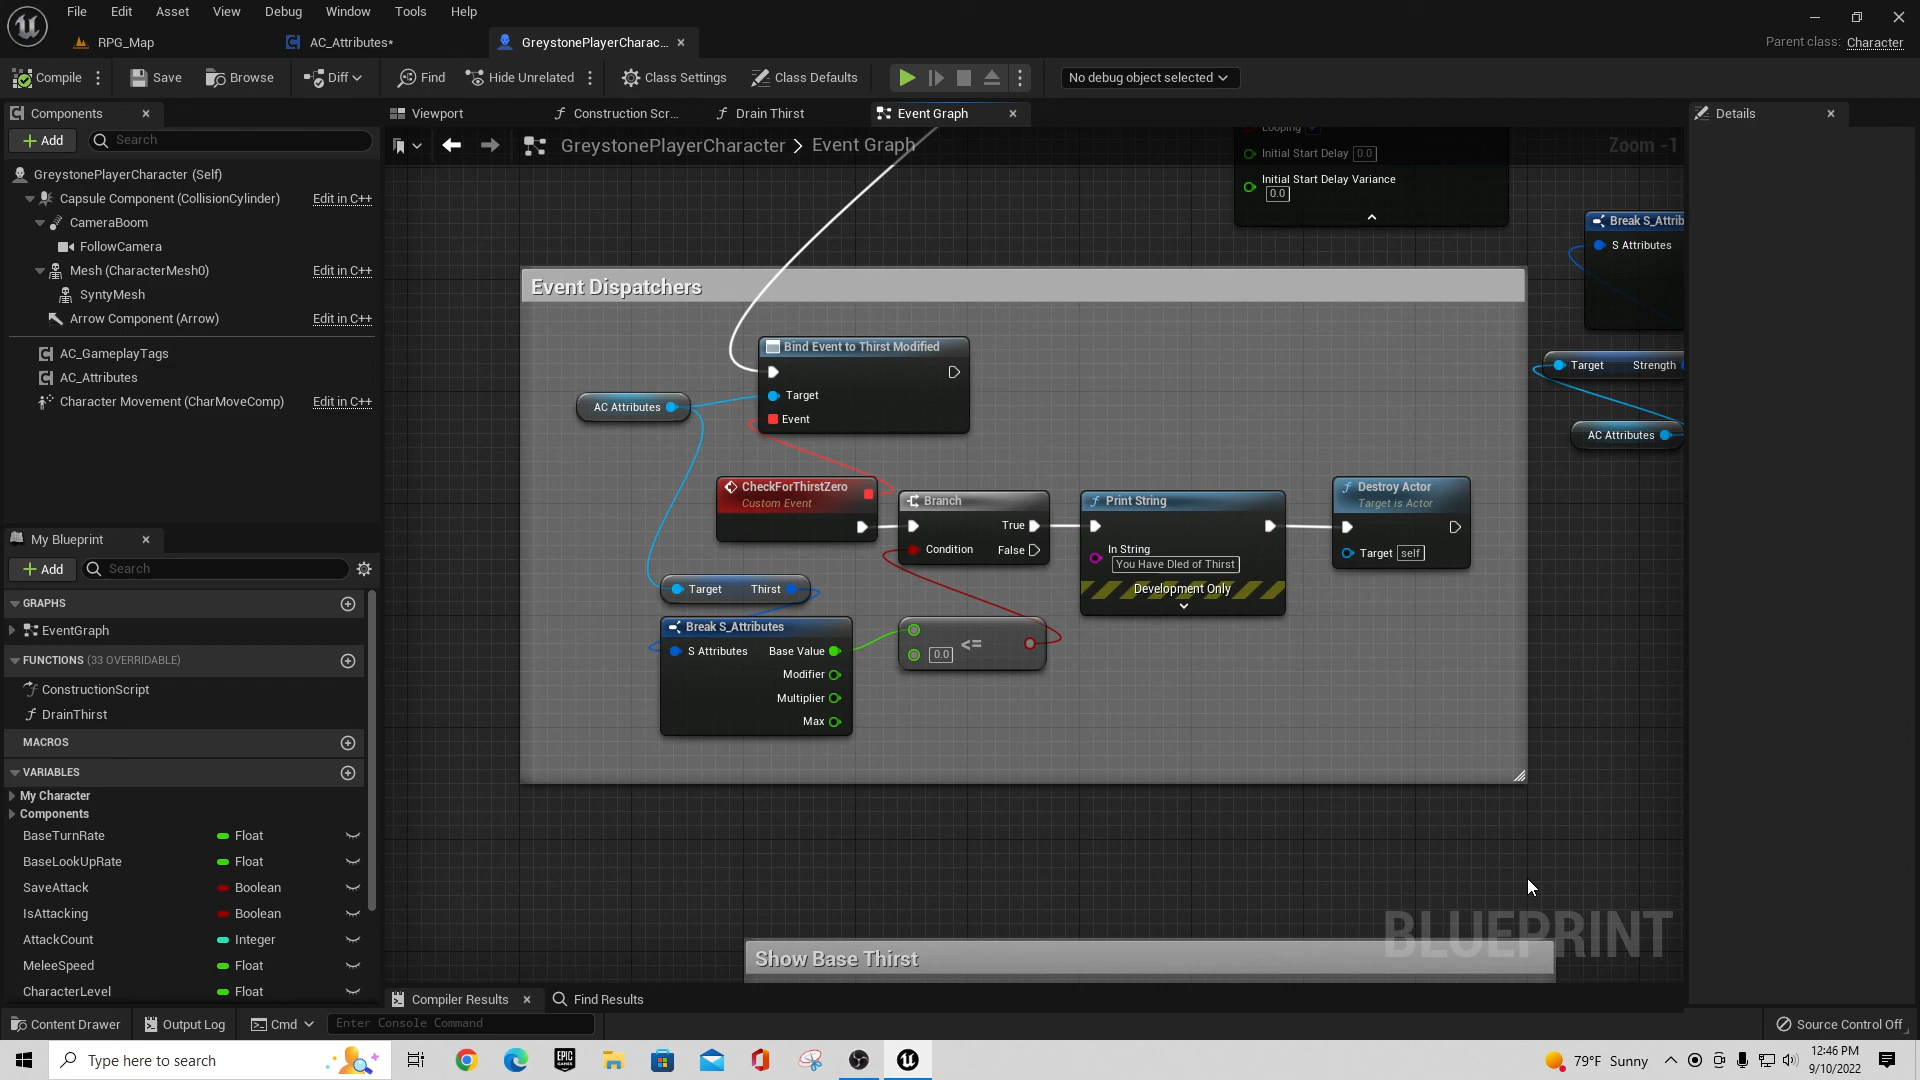 File Edit Asset View Debug Window Tools Help
RPG_Map AC_Attributes* GreystonePlayerCharac...
Parent class: Character
Compile Save Browse Diff Find Hide Unrelated Class Settings Class Defaults No debug object selected
Components Viewport Construction Scr... Drain Thirst Event Graph Details
Add Search GreystonePlayerCharacter Event Graph Zoom -1
GreystonePlayerCharacter (Self)
Capsule Component (CollisionCylinder) Edit in C++
CameraBoom
FollowCamera
Mesh (CharacterMesh0) Edit in C++
SyntyMesh
Arrow Component (Arrow) Edit in C++
AC_GameplayTags
AC_Attributes
Character Movement (CharMoveComp) Edit in C++
My Blueprint
Add Search
GRAPHS
EventGraph
FUNCTIONS (33 OVERRIDABLE)
ConstructionScript
DrainThirst
MACROS
VARIABLES
My Character
Components
BaseTurnRate Float
BaseLookUpRate Float
SaveAttack Boolean
IsAttacking Boolean
AttackCount Integer
MeleeSpeed Float
CharacterLevel Float
Looping
Initial Start Delay 0.0
Initial Start Delay Variance
0.0
Break S_Attrib
S Attributes
Target Strength
AC Attributes
Event Dispatchers
Bind Event to Thirst Modified
Target
Event
AC Attributes
CheckForThirstZero
Custom Event
Branch
True
Condition False
Print String
In String
You Have DIed of Thirst
Development Only
Destroy Actor
Target is Actor
Target self
Target Thirst
Break S_Attributes
S Attributes Base Value
Modifier
Multiplier
Max
0.0 <=
BLUEPRINT
Show Base Thirst
Compiler Results Find Results
Content Drawer Output Log Cmd Enter Console Command Source Control Off
Type here to search EPIC GAMES 79°F Sunny 12:46 PM
9/10/2022